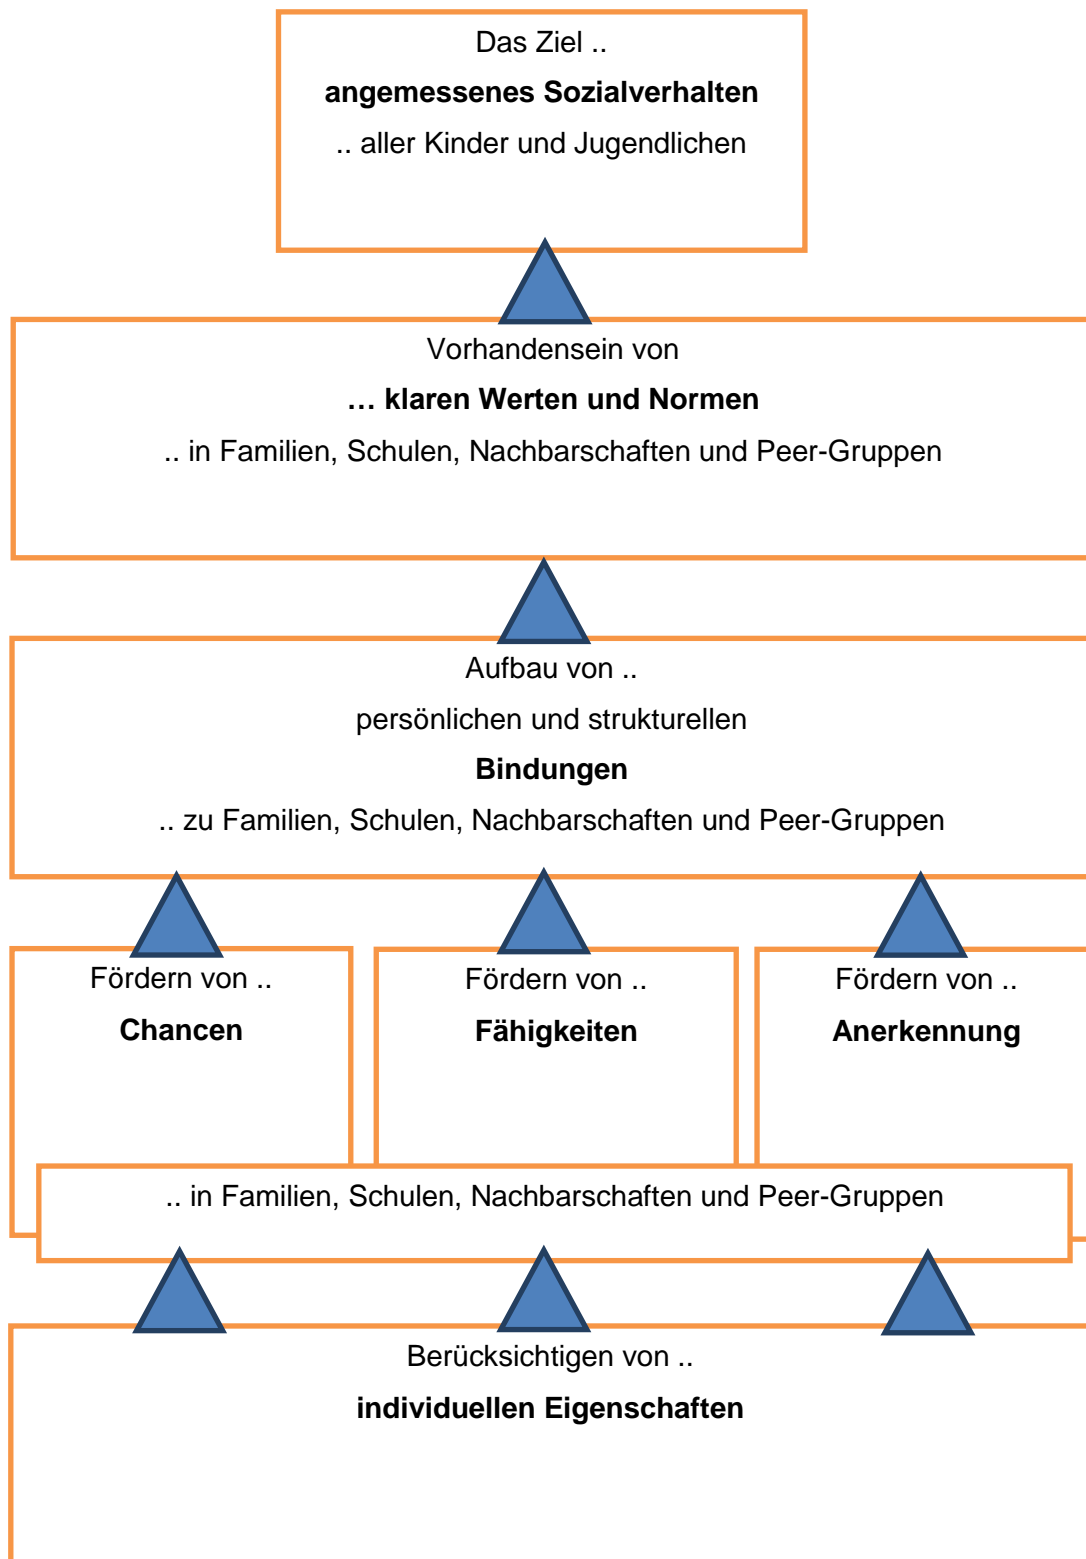 Das Ziel ..
angemessenes Sozialverhalten
.. aller Kinder und Jugendlichen
Vorhandensein von
… klaren Werten und Normen
.. in Familien, Schulen, Nachbarschaften und Peer-Gruppen
Aufbau von ..
persönlichen und strukturellen
Bindungen
.. zu Familien, Schulen, Nachbarschaften und Peer-Gruppen
Fördern von ..
Chancen
Fördern von ..
Fähigkeiten
Fördern von ..
Anerkennung
.. in Familien, Schulen, Nachbarschaften und Peer-Gruppen
Berücksichtigen von ..
individuellen Eigenschaften